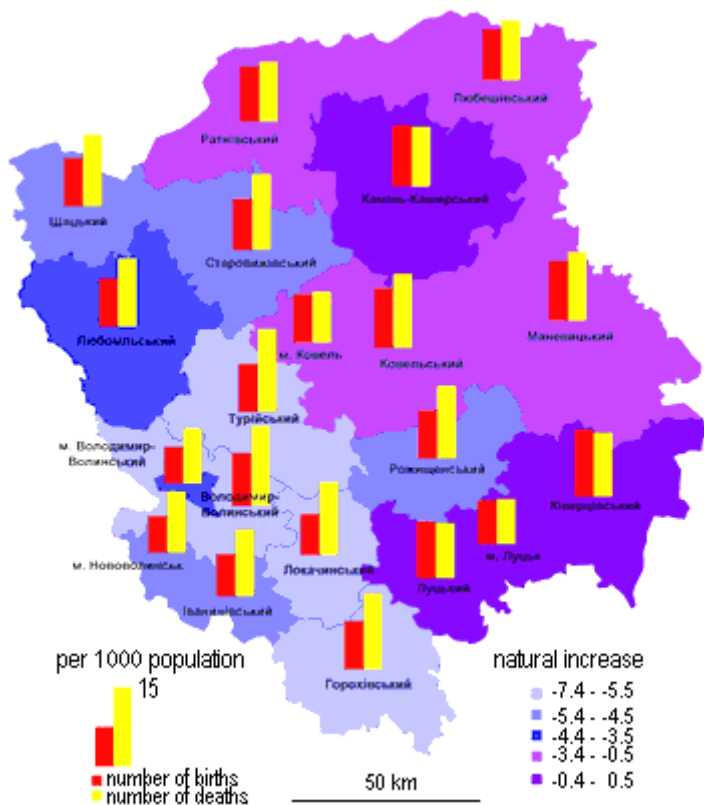 Любешівський
Ратнівський
Камінь-Каширський
Шацький
Старовижівський
Маневицький
Любомльський
м. Ковель
Ковельський
Турійський
м. Володимир-
Волинський
Рожищенський
Володимир-
Волинський
Ківерцівський
м. Луцьк
м. Нововолинськ
Локачинський
Луцький
Іваничівський
Горохівський
per 1000 population
15
number of births
number of deaths
50 km
natural increase
-7.4 - -5.5
-5.4 - -4.5
-4.4 - -3.5
-3.4 - -0.5
-0.4 - 0.5